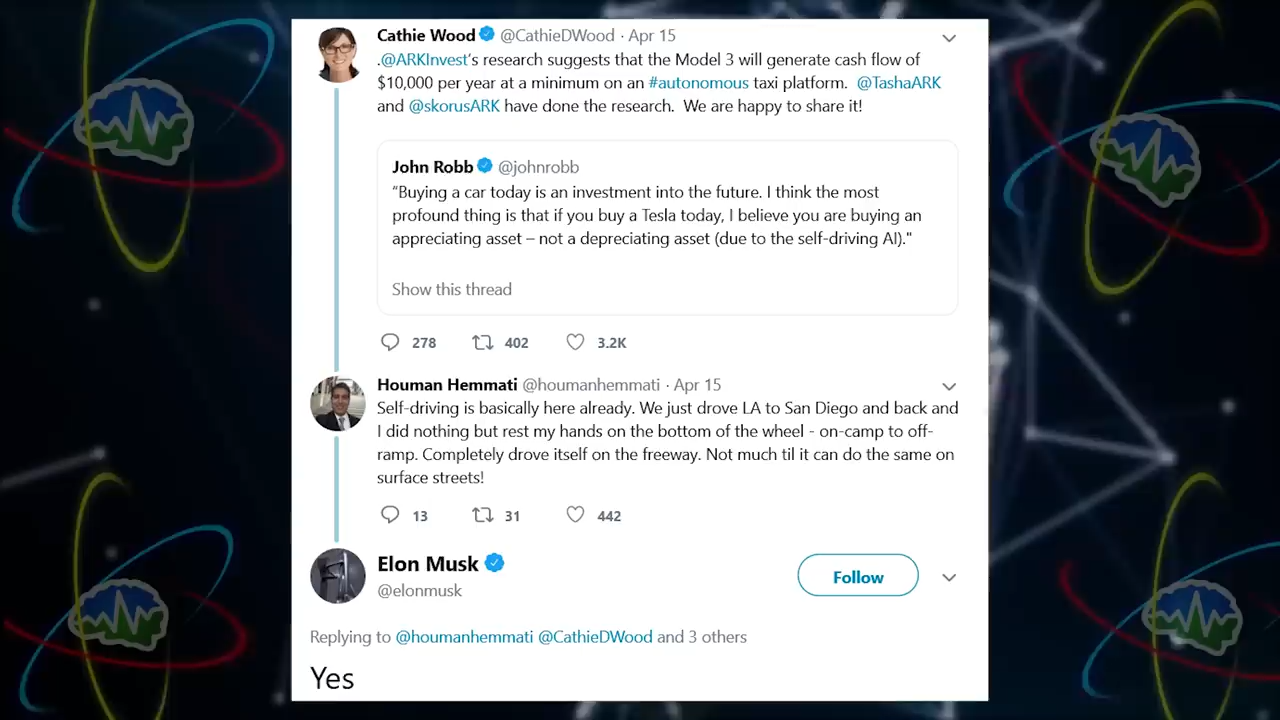 Cathie Wood @CathieDWood · Apr 15
.@ARKInvest's research suggests that the Model 3 will generate cash flow of
$10,000 per year at a minimum on an #autonomous taxi platform. @TashaARK
and @skorusARK have done the research. We are happy to share it!
John Robb @johnrobb
“Buying a car today is an investment into the future. I think the most
profound thing is that if you buy a Tesla today, I believe you are buying an
appreciating asset – not a depreciating asset (due to the self-driving AI)."
Show this thread
278 402 3.2K
Houman Hemmati @houmanhemmati · Apr 15
Self-driving is basically here already. We just drove LA to San Diego and back and
I did nothing but rest my hands on the bottom of the wheel - on-camp to off-
ramp. Completely drove itself on the freeway. Not much til it can do the same on
surface streets!
13 31 442
Elon Musk
@elonmusk
Follow
Replying to @houmanhemmati @CathieDWood and 3 others
Yes